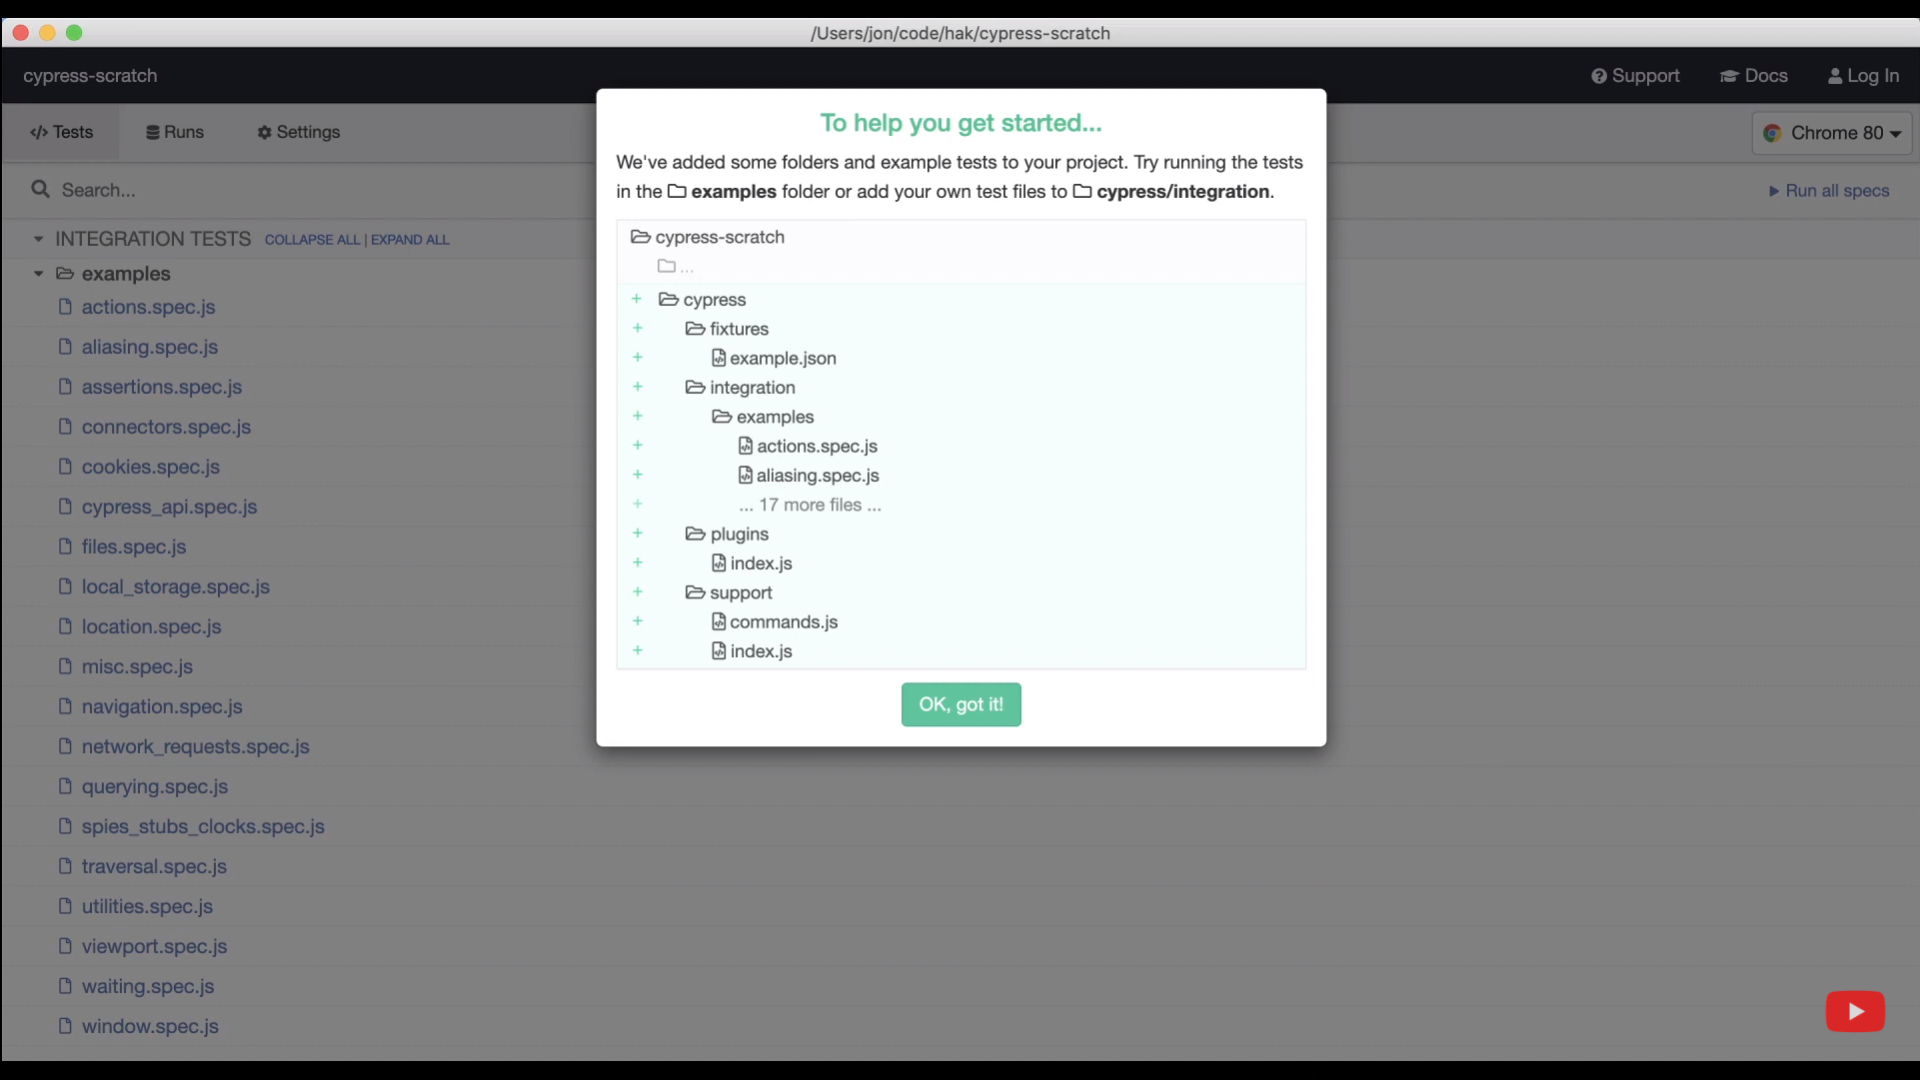 /Users/jon/code/hak/cypress-scratch
cypress-scratch
Support
Docs
Log In
Tests
Runs
Settings
Chrome 80
Search...
Run all specs
INTEGRATION TESTS COLLAPSE ALL | EXPAND ALL
examples
actions.spec.js
aliasing.spec.js
assertions.spec.js
connectors.spec.js
cookies.spec.js
cypress_api.spec.js
files.spec.js
local_storage.spec.js
location.spec.js
misc.spec.js
navigation.spec.js
network_requests.spec.js
querying.spec.js
spies_stubs_clocks.spec.js
traversal.spec.js
utilities.spec.js
viewport.spec.js
waiting.spec.js
window.spec.js
To help you get started...
We've added some folders and example tests to your project. Try running the tests
in the examples folder or add your own test files to cypress/integration.
cypress-scratch
...
+ cypress
+ fixtures
+ example.json
+ integration
+ examples
+ actions.spec.js
+ aliasing.spec.js
+ ... 17 more files ...
+ plugins
+ index.js
+ support
+ commands.js
+ index.js
OK, got it!